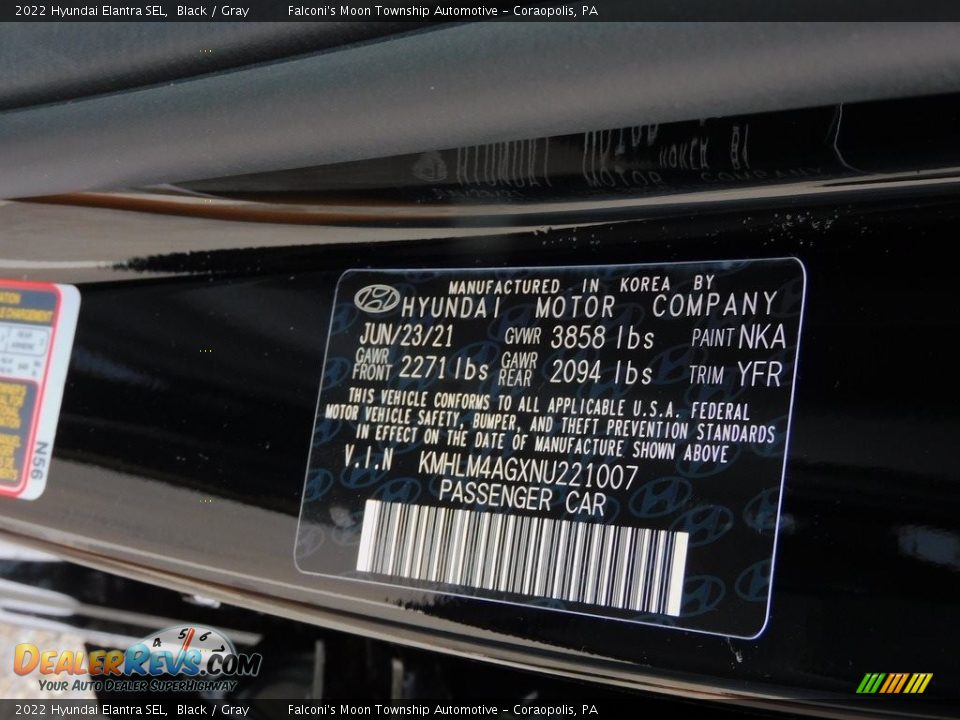 2022 Hyundai Elantra SEL, Black / Gray Falconi's Moon Township Automotive - Coraopolis, PA
MANUFACTURED IN KOREA BY
HYUNDAI MOTOR COMPANY
JUN/23/21 GVWR 3858 lbs PAINT NKA
GAWR FRONT 2271 lbs GAWR REAR 2094 lbs TRIM YFR
THIS VEHICLE CONFORMS TO ALL APPLICABLE U.S.A. FEDERAL
MOTOR VEHICLE SAFETY, BUMPER, AND THEFT PREVENTION STANDARDS
IN EFFECT ON THE DATE OF MANUFACTURE SHOWN ABOVE
V.I.N KMHLM4AGXNU221007
PASSENGER CAR
N56
4 5 6
DEALERREVS.COM
YOUR AUTO DEALER SUPERHIGHWAY
2022 Hyundai Elantra SEL, Black / Gray Falconi's Moon Township Automotive - Coraopolis, PA